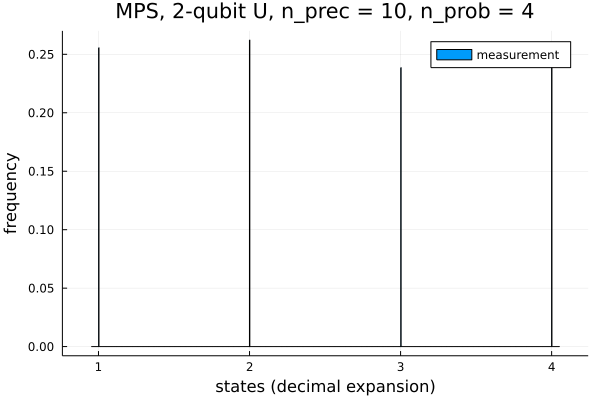 MPS, 2-qubit U, n_prec = 10, n_prob = 4
measurement
0.25
0.20
0.15
0.10
0.05
0.00
frequency
1 2 3 4
states (decimal expansion)